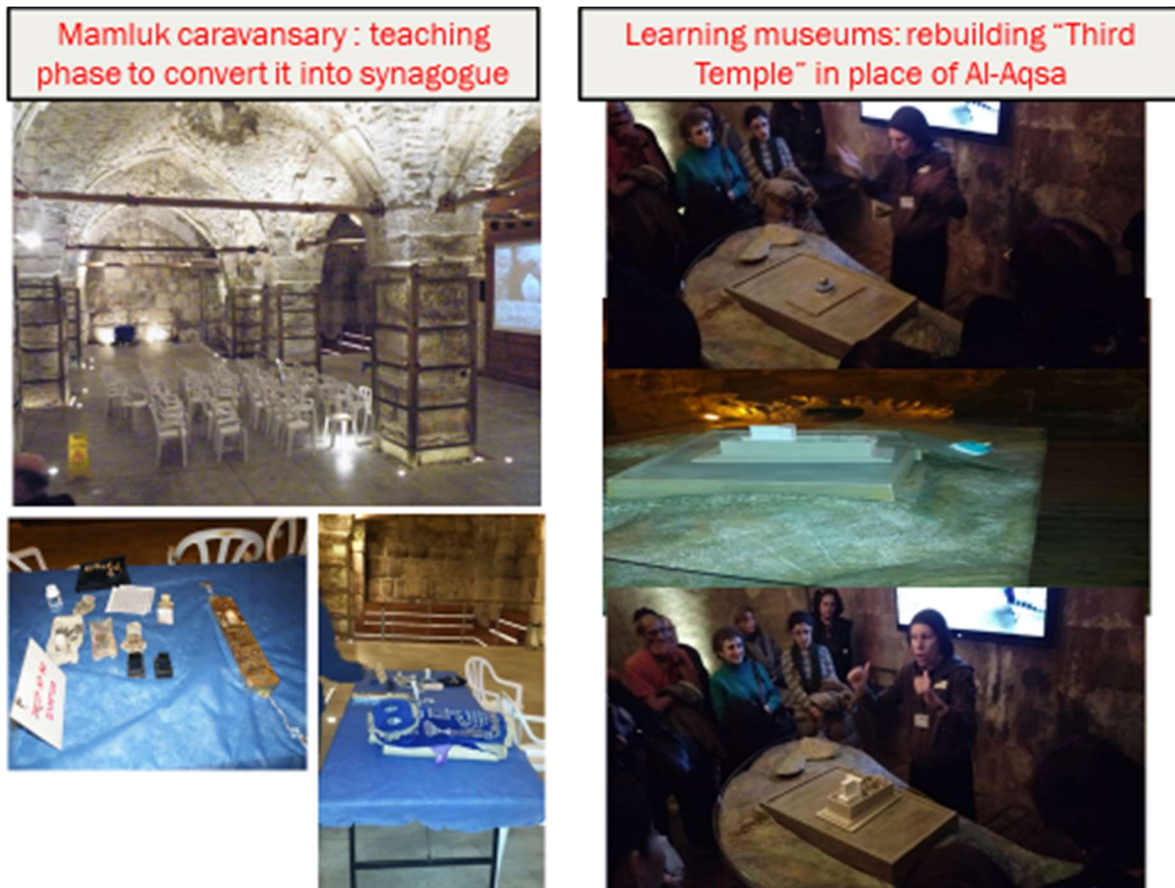 Mamluk caravansary : teaching
phase to convert it into synagogue
Learning museums: rebuilding “Third
Temple” in place of Al-Aqsa